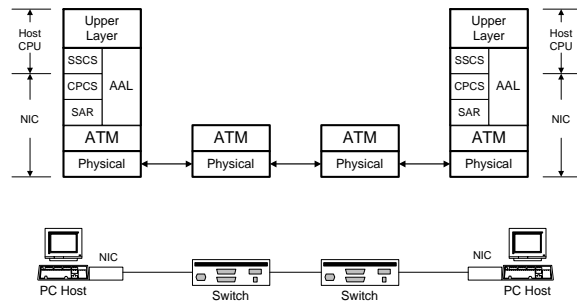 Host
CPU
NIC
Upper
Layer
SSCS
CPCS
SAR
AAL
ATM
Physical
ATM
Physical
ATM
Physical
Upper
Layer
SSCS
CPCS
SAR
AAL
ATM
Physical
Host
CPU
NIC
NIC
PC Host
Switch
Switch
NIC
PC Host